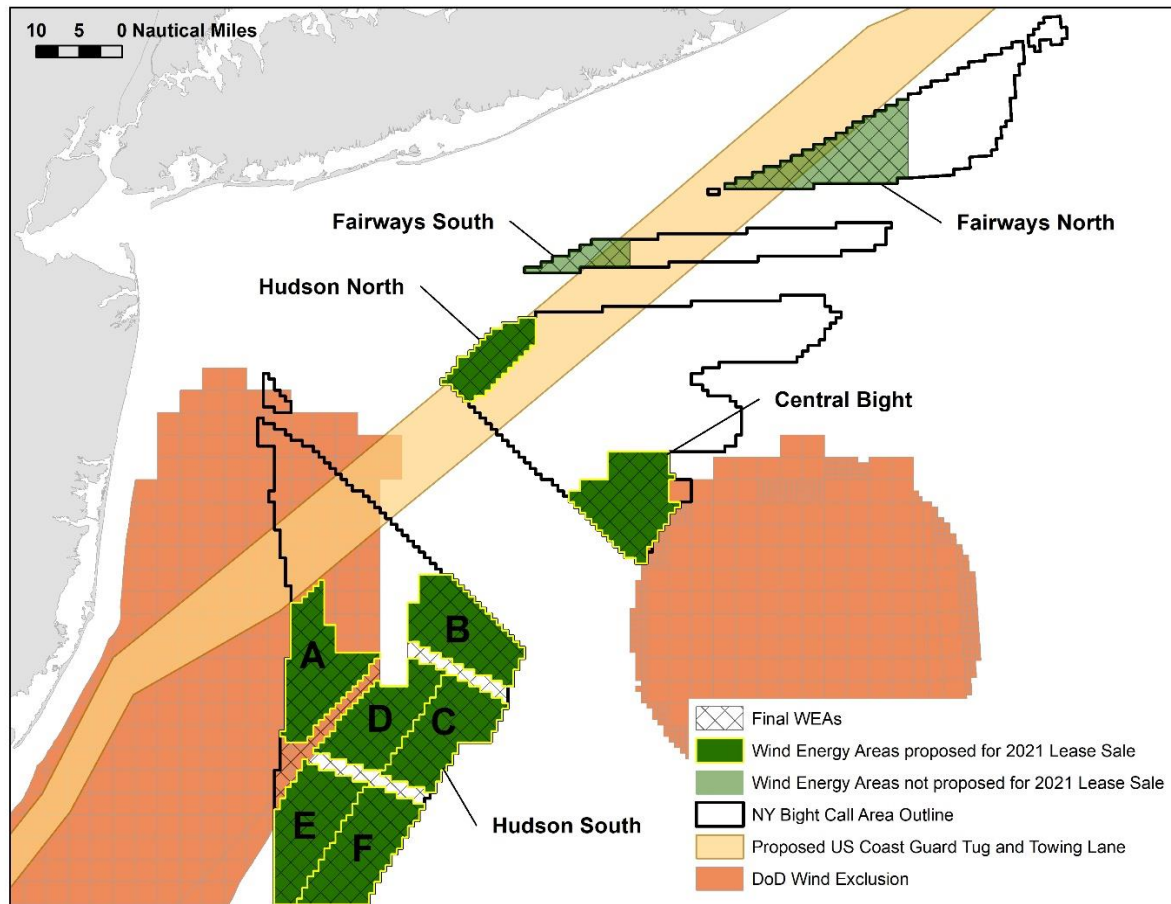 10 5 0 Nautical Miles
Fairways North
Fairways South
Hudson North
Central Bight
B
A
D
C
E
F
Hudson South
Final WEAs
Wind Energy Areas proposed for 2021 Lease Sale
Wind Energy Areas not proposed for 2021 Lease Sale
NY Bight Call Area Outline
Proposed US Coast Guard Tug and Towing Lane
DoD Wind Exclusion